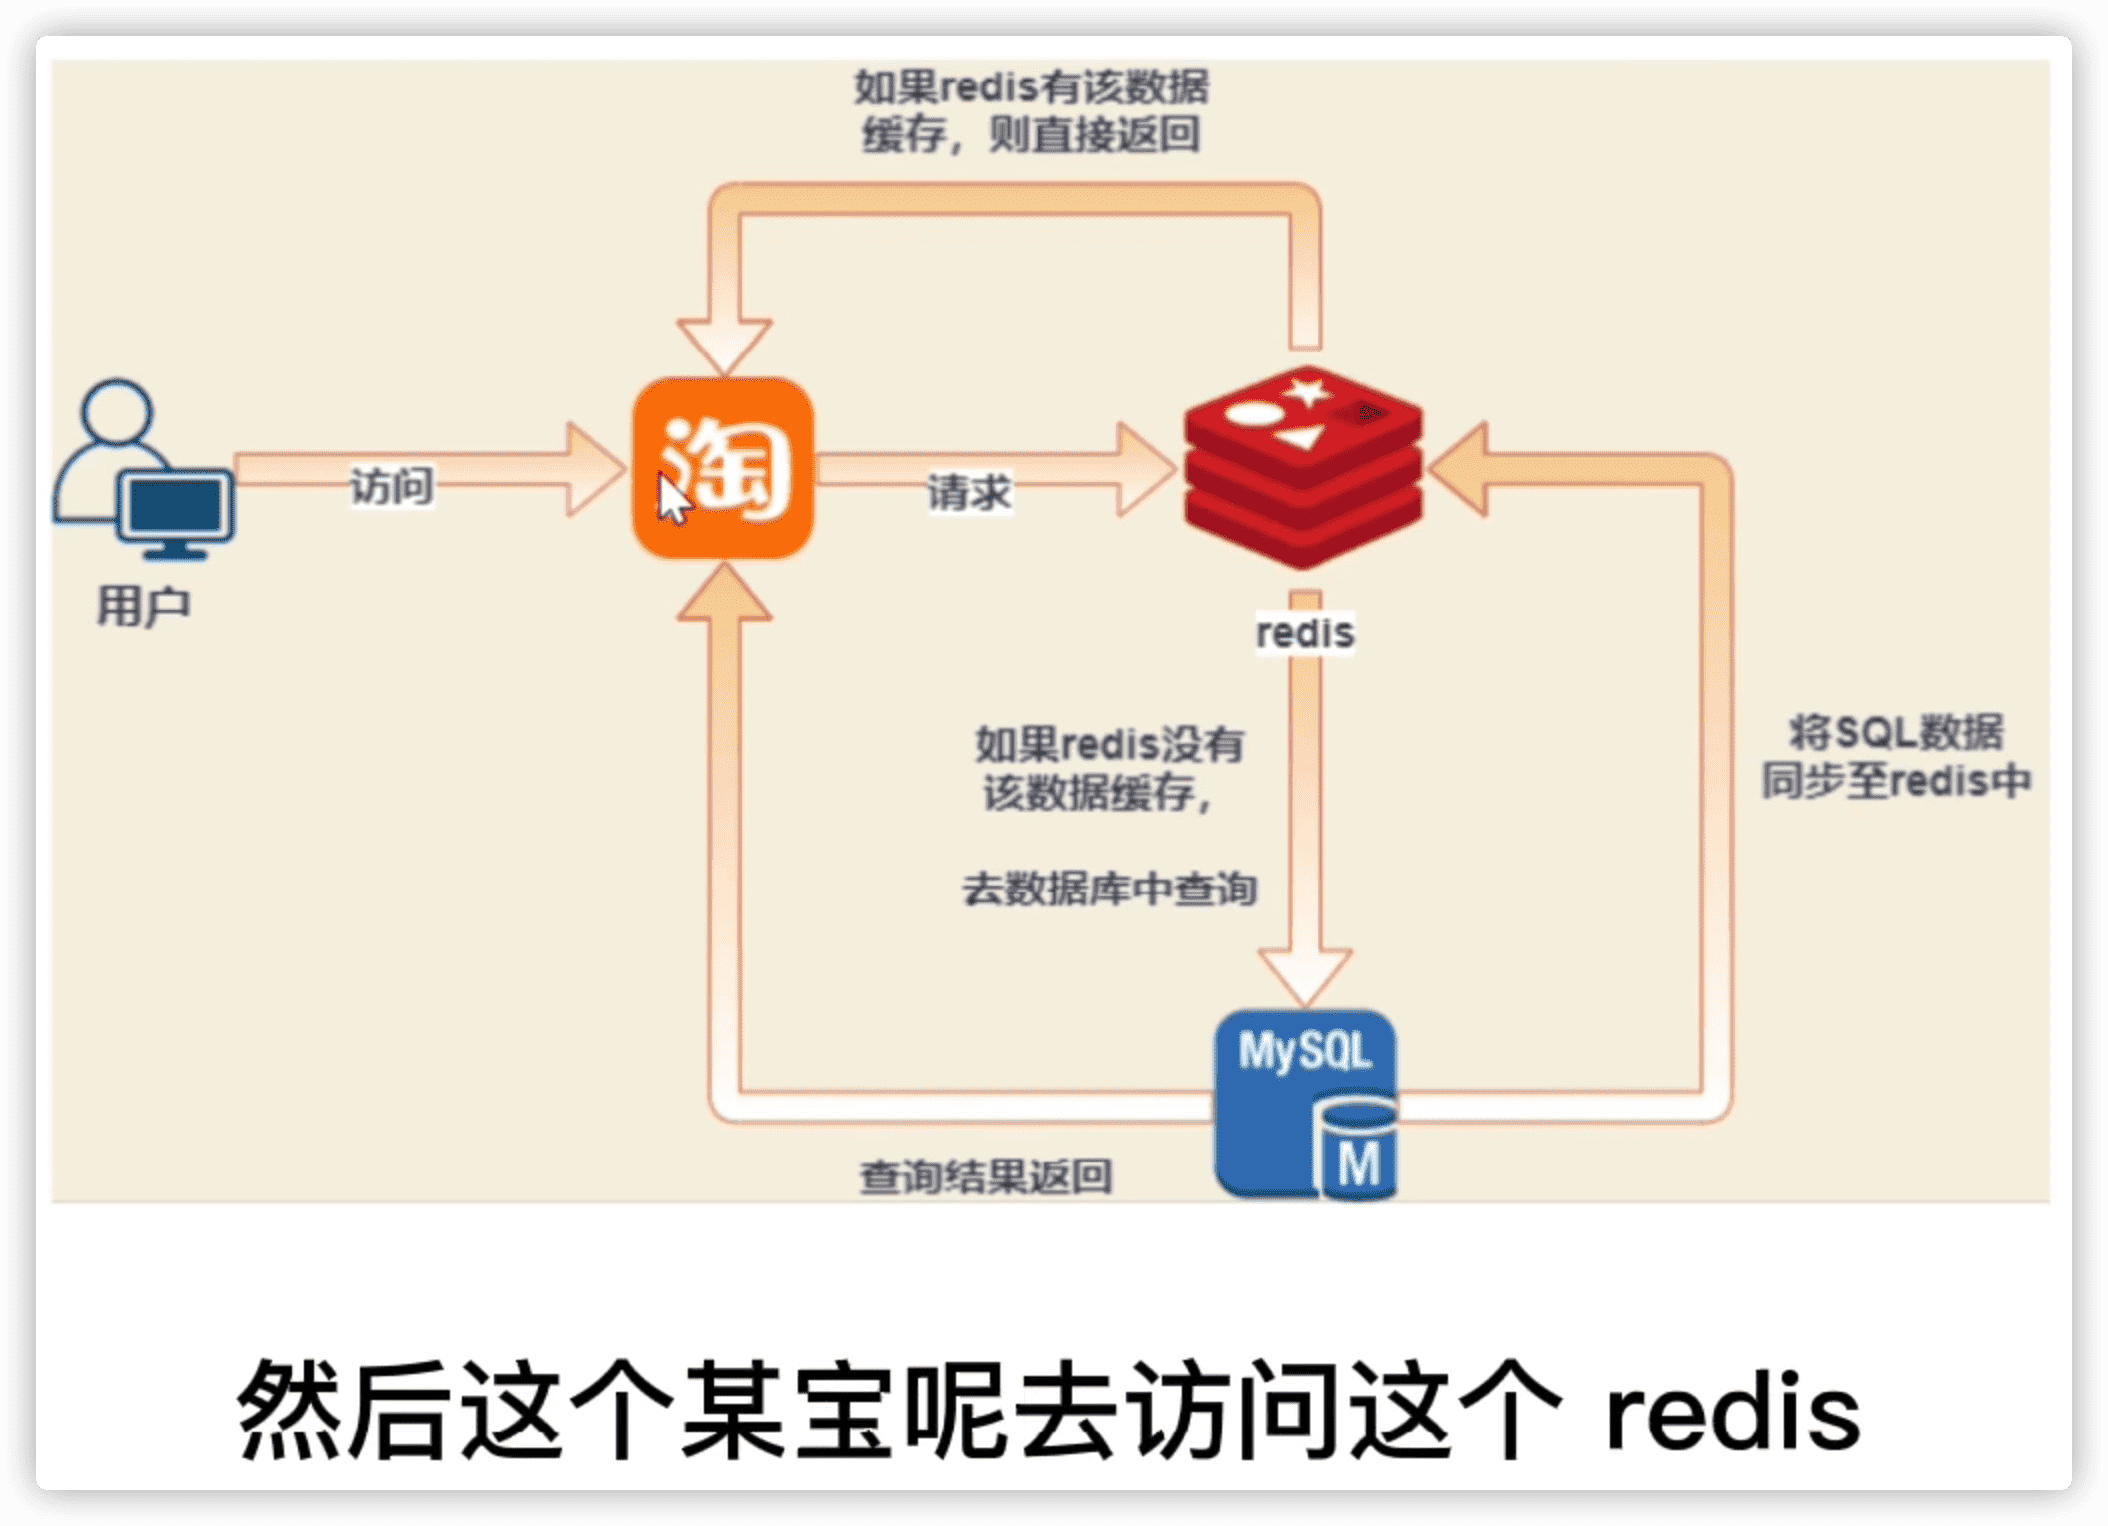 如果redis有该数据
缓存，则直接返回
访问
淘
请求
用户
redis
如果redis没有
该数据缓存，
去数据库中查询
将SQL数据
同步至redis中
MySQL
M
查询结果返回
然后这个某宝呢去访问这个 redis